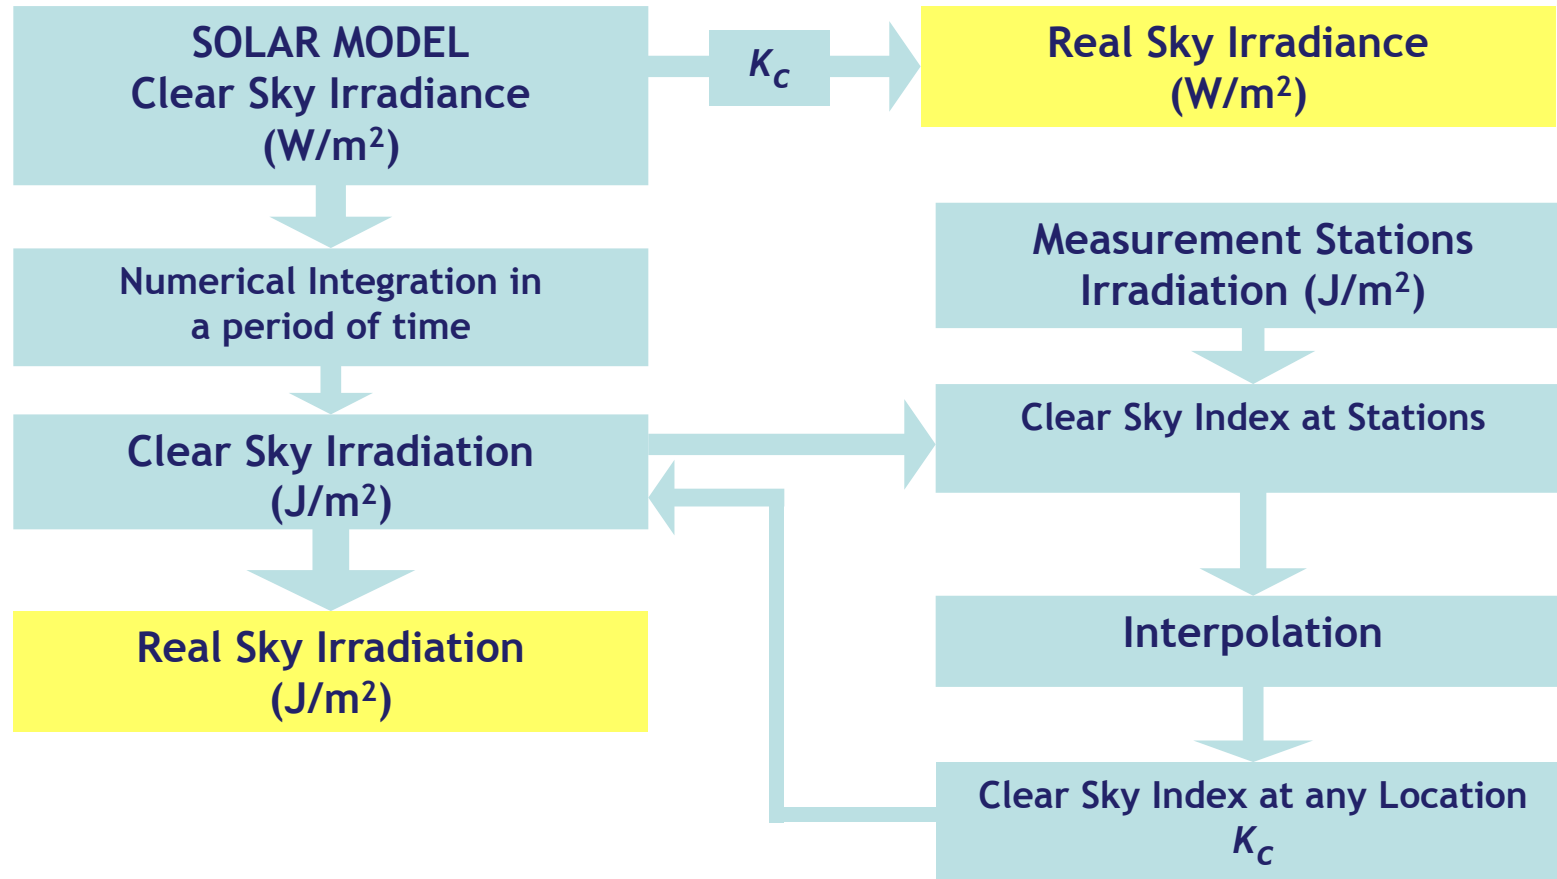 SOLAR MODEL
Clear Sky Irradiance
(W/m²)
K_C
Real Sky Irradiance
(W/m²)
Numerical Integration in
a period of time
Measurement Stations
Irradiation (J/m²)
Clear Sky Irradiation
(J/m²)
Clear Sky Index at Stations
Real Sky Irradiation
(J/m²)
Interpolation
Clear Sky Index at any Location
K_C